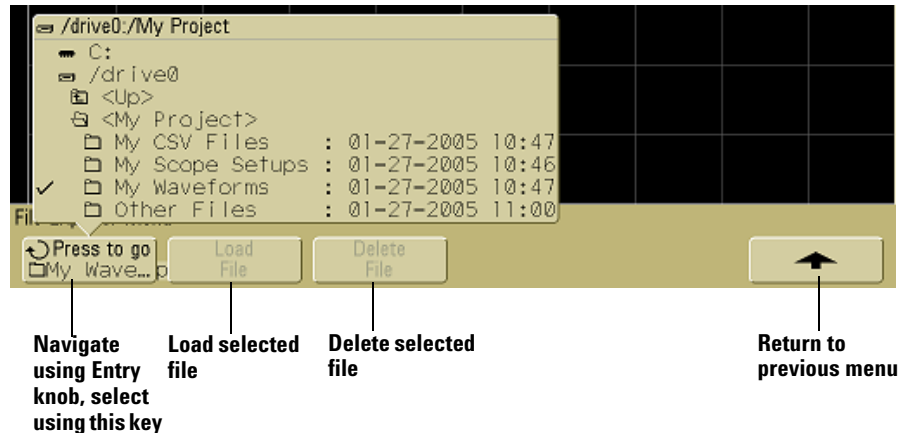 /drive0:/My Project
C:
/drive0
<Up>
<My Project>
My CSV Files : 01-27-2005 10:47
My Scope Setups : 01-27-2005 10:46
My Waveforms : 01-27-2005 10:47
Other Files : 01-27-2005 11:00
Press to go
My Wave… p
Load
File
Delete
File
Navigate
using Entry
knob, select
using this key
Load selected
file
Delete selected
file
Return to
previous menu